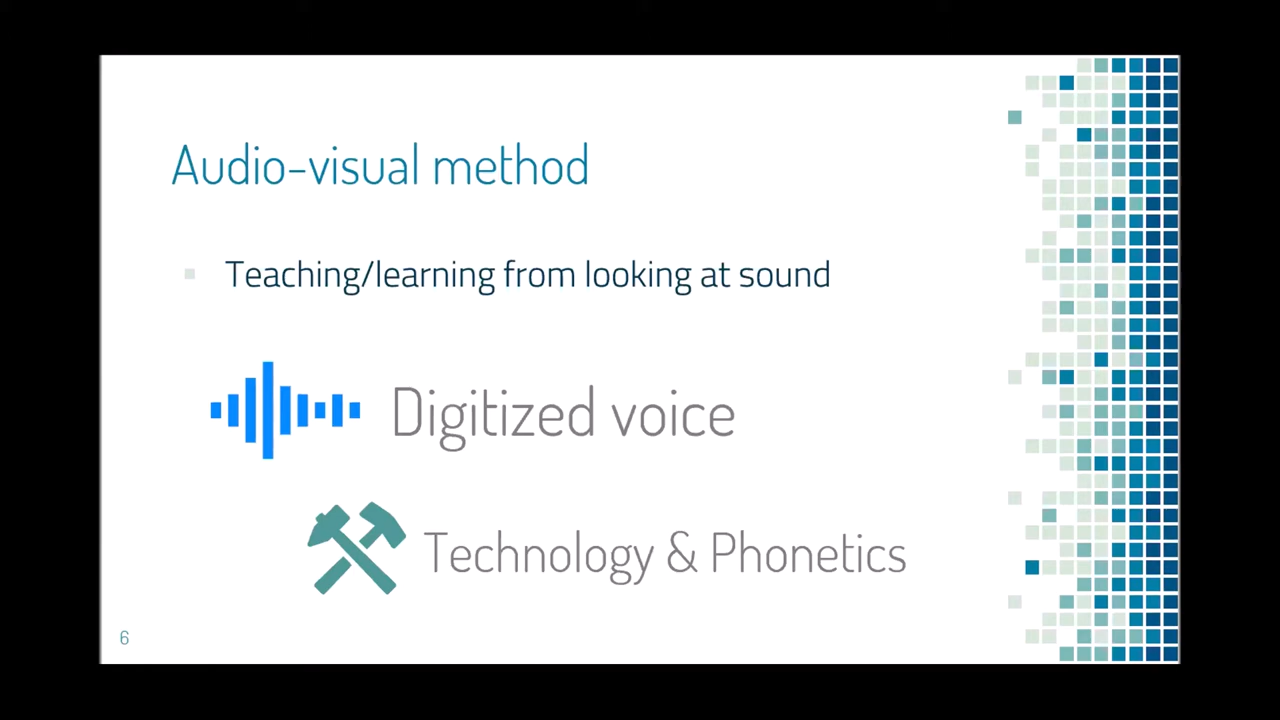 Audio-visual method
Teaching/learning from looking at sound
Digitized voice
Technology & Phonetics
6